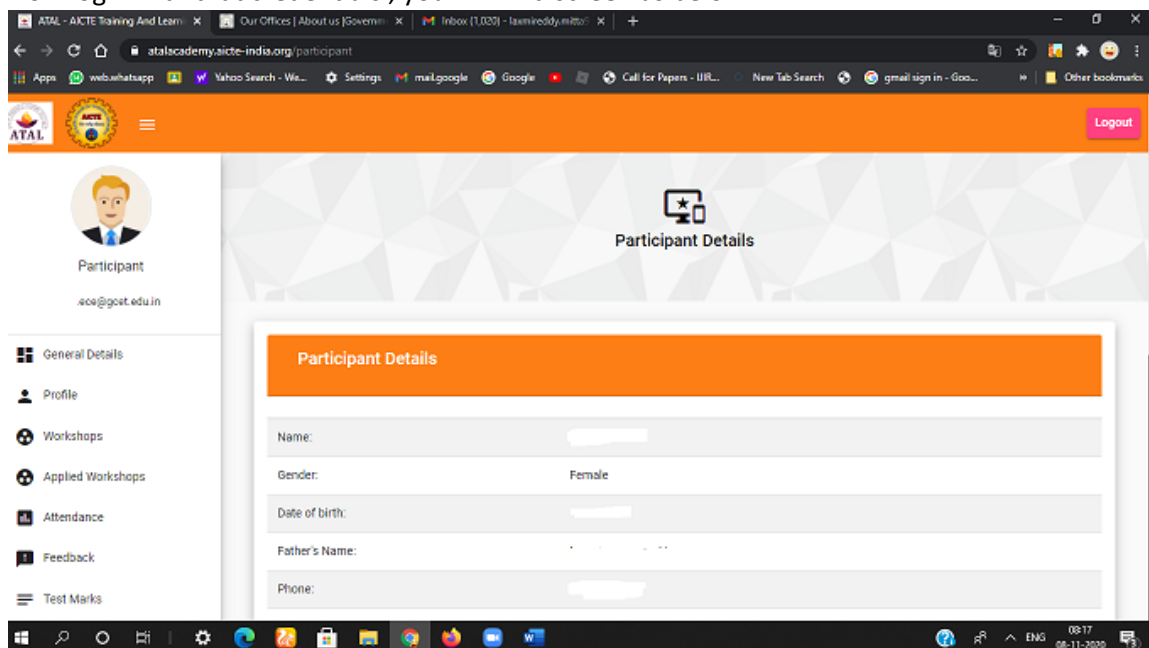 ATAL - AICTE Training And Learn
Our Offices | About us |Governm
Inbox (1,020) - laxmireddy.mitto
atalacademy.aicte-india.org/participant
Apps
web.whatsapp
Yahoo Search - We...
Settings
mail.google
Google
Call for Papers - IJR...
New Tab Search
gmail sign in - Goo...
Other bookmarks
ATAL
AICTE
Logout
Participant
.ece@gcet.edu.in
General Details
Profile
Workshops
Applied Workshops
Attendance
Feedback
Test Marks
Participant Details
Participant Details
Name:
Gender: Female
Date of birth:
Father's Name:
Phone:
ENG
08:17
08-11-2020